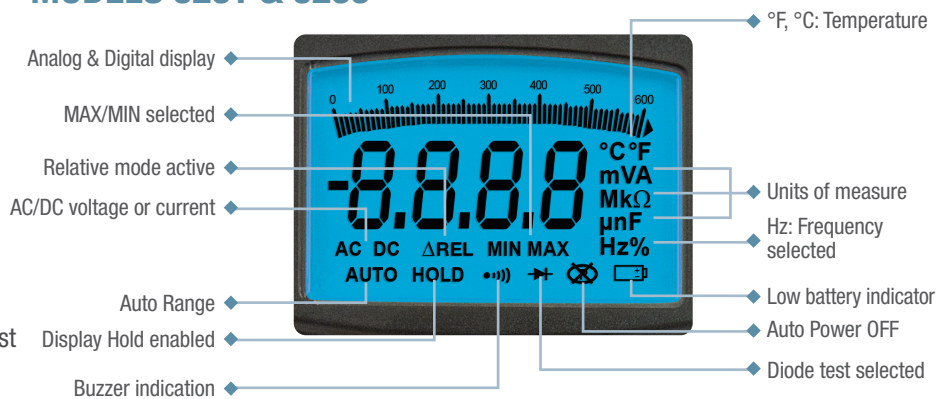 °F, °C: Temperature
Analog & Digital display
MAX/MIN selected
Relative mode active
AC/DC voltage or current
Auto Range
st
Display Hold enabled
Buzzer indication
0 100 200 300 400 500 600
-8.8.8.8
°C °F
mVA
MkΩ
µnF
Hz%
AC DC ΔREL MIN MAX
AUTO HOLD
Units of measure
Hz: Frequency
selected
Low battery indicator
Auto Power OFF
Diode test selected